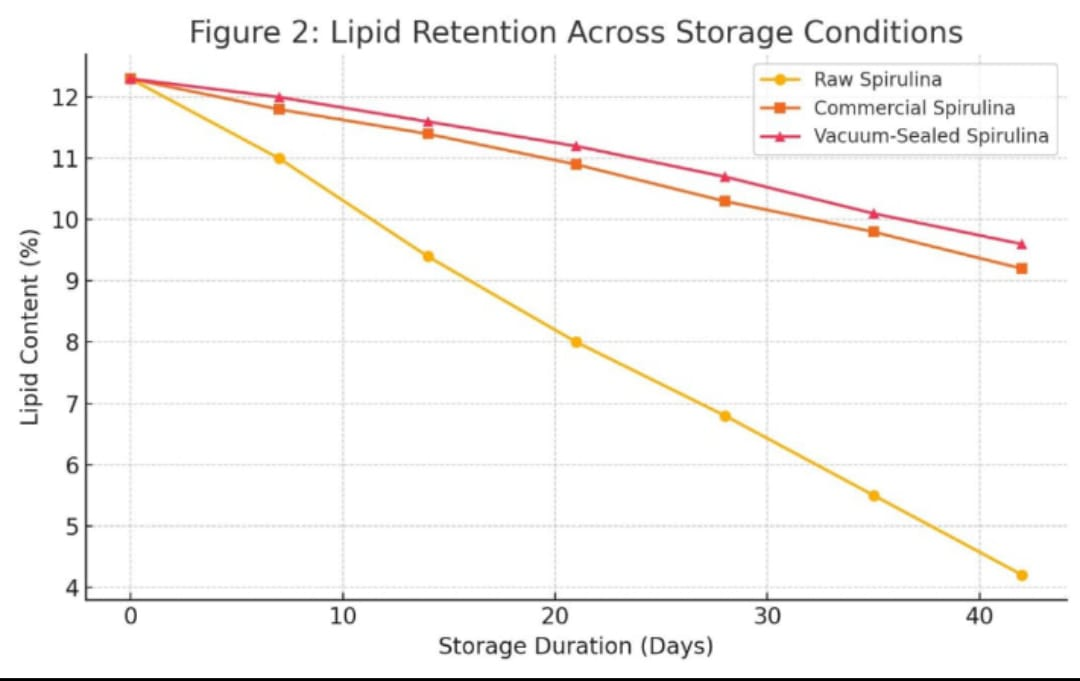 Figure 2: Lipid Retention Across Storage Conditions
Raw Spirulina
Commercial Spirulina
Vacuum-Sealed Spirulina
12
11
10
9
8
7
6
5
4
Lipid Content (%)
0 10 20 30 40
Storage Duration (Days)